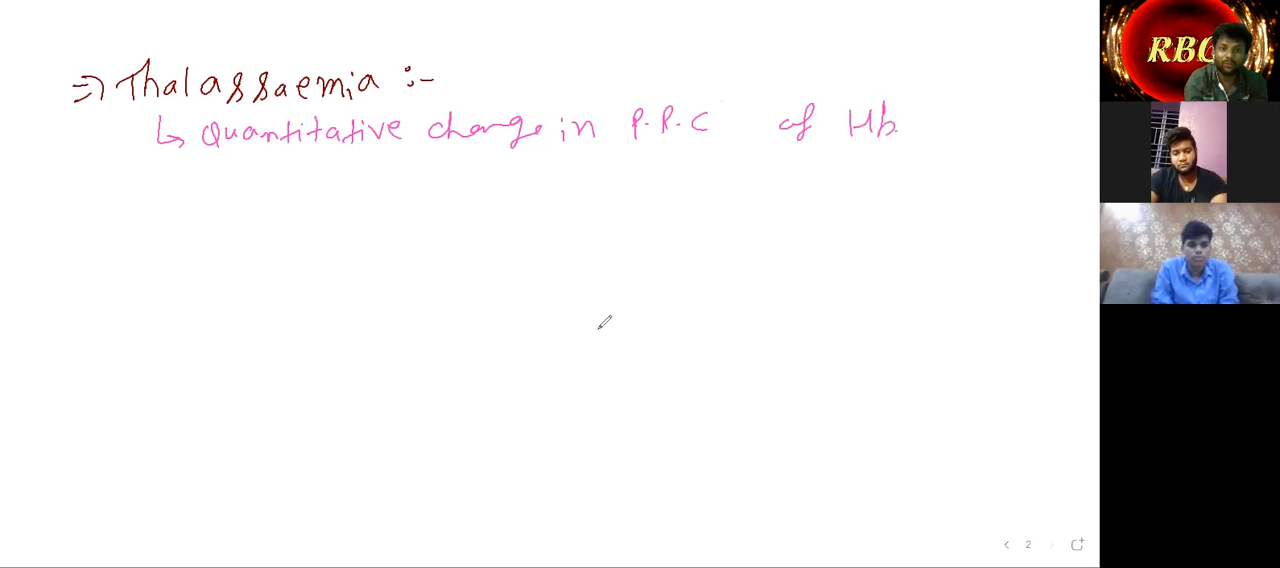 => Thalassaemia :-
↳ Quantitative change in P.P.C of Hb.
RBC
< 2 >